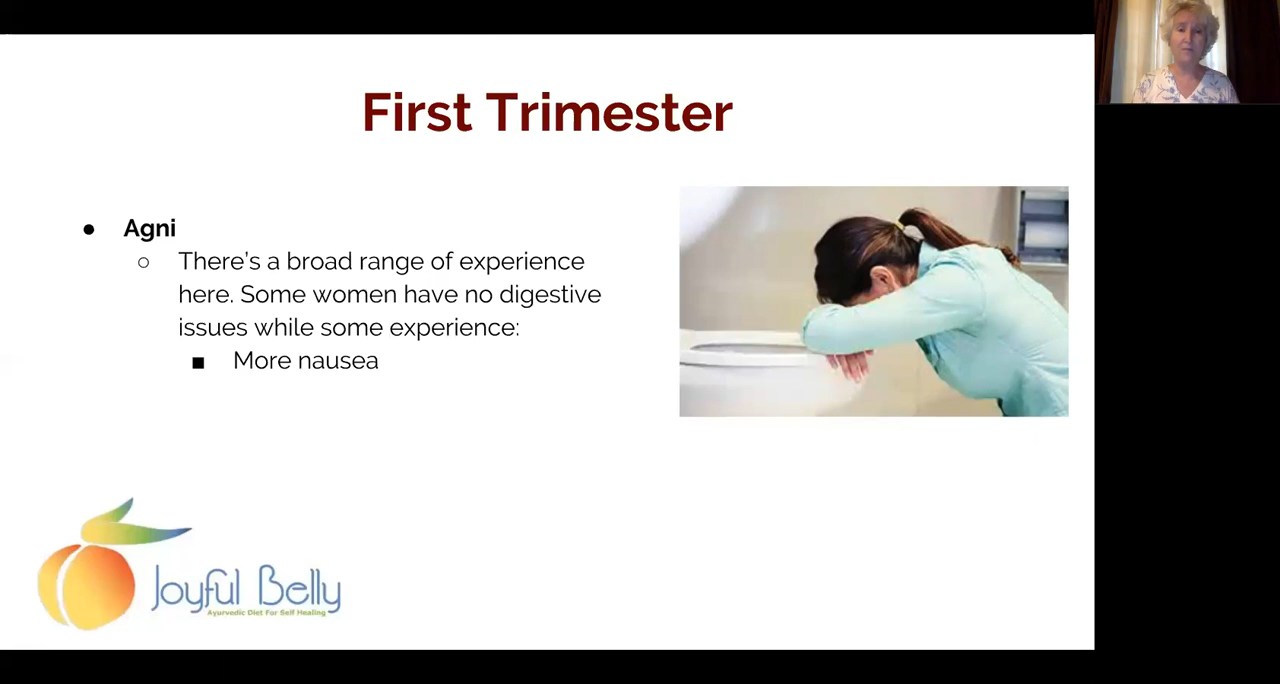 First Trimester
● Agni
○ There's a broad range of experience
here. Some women have no digestive
issues while some experience:
■ More nausea
Joyful Belly
Ayurvedic Diet For Self Healing